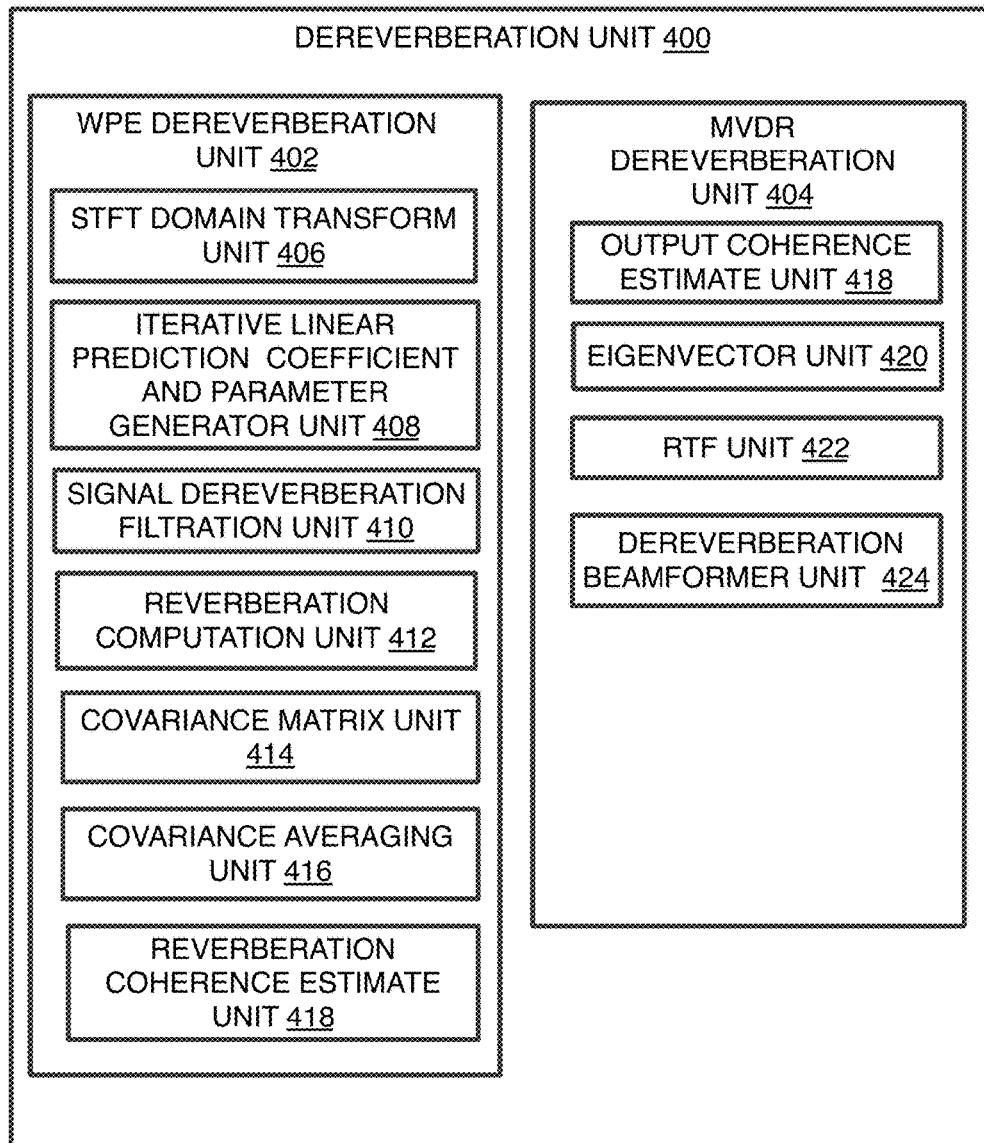 DEREVERBERATION UNIT 400
WPE DEREVERBERATION
UNIT 402
STFT DOMAIN TRANSFORM
UNIT 406
ITERATIVE LINEAR
PREDICTION COEFFICIENT
AND PARAMETER
GENERATOR UNIT 408
SIGNAL DEREVERBERATION
FILTRATION UNIT 410
REVERBERATION
COMPUTATION UNIT 412
COVARIANCE MATRIX UNIT
414
COVARIANCE AVERAGING
UNIT 416
REVERBERATION
COHERENCE ESTIMATE
UNIT 418
MVDR
DEREVERBERATION
UNIT 404
OUTPUT COHERENCE
ESTIMATE UNIT 418
EIGENVECTOR UNIT 420
RTF UNIT 422
DEREVERBERATION
BEAMFORMER UNIT 424